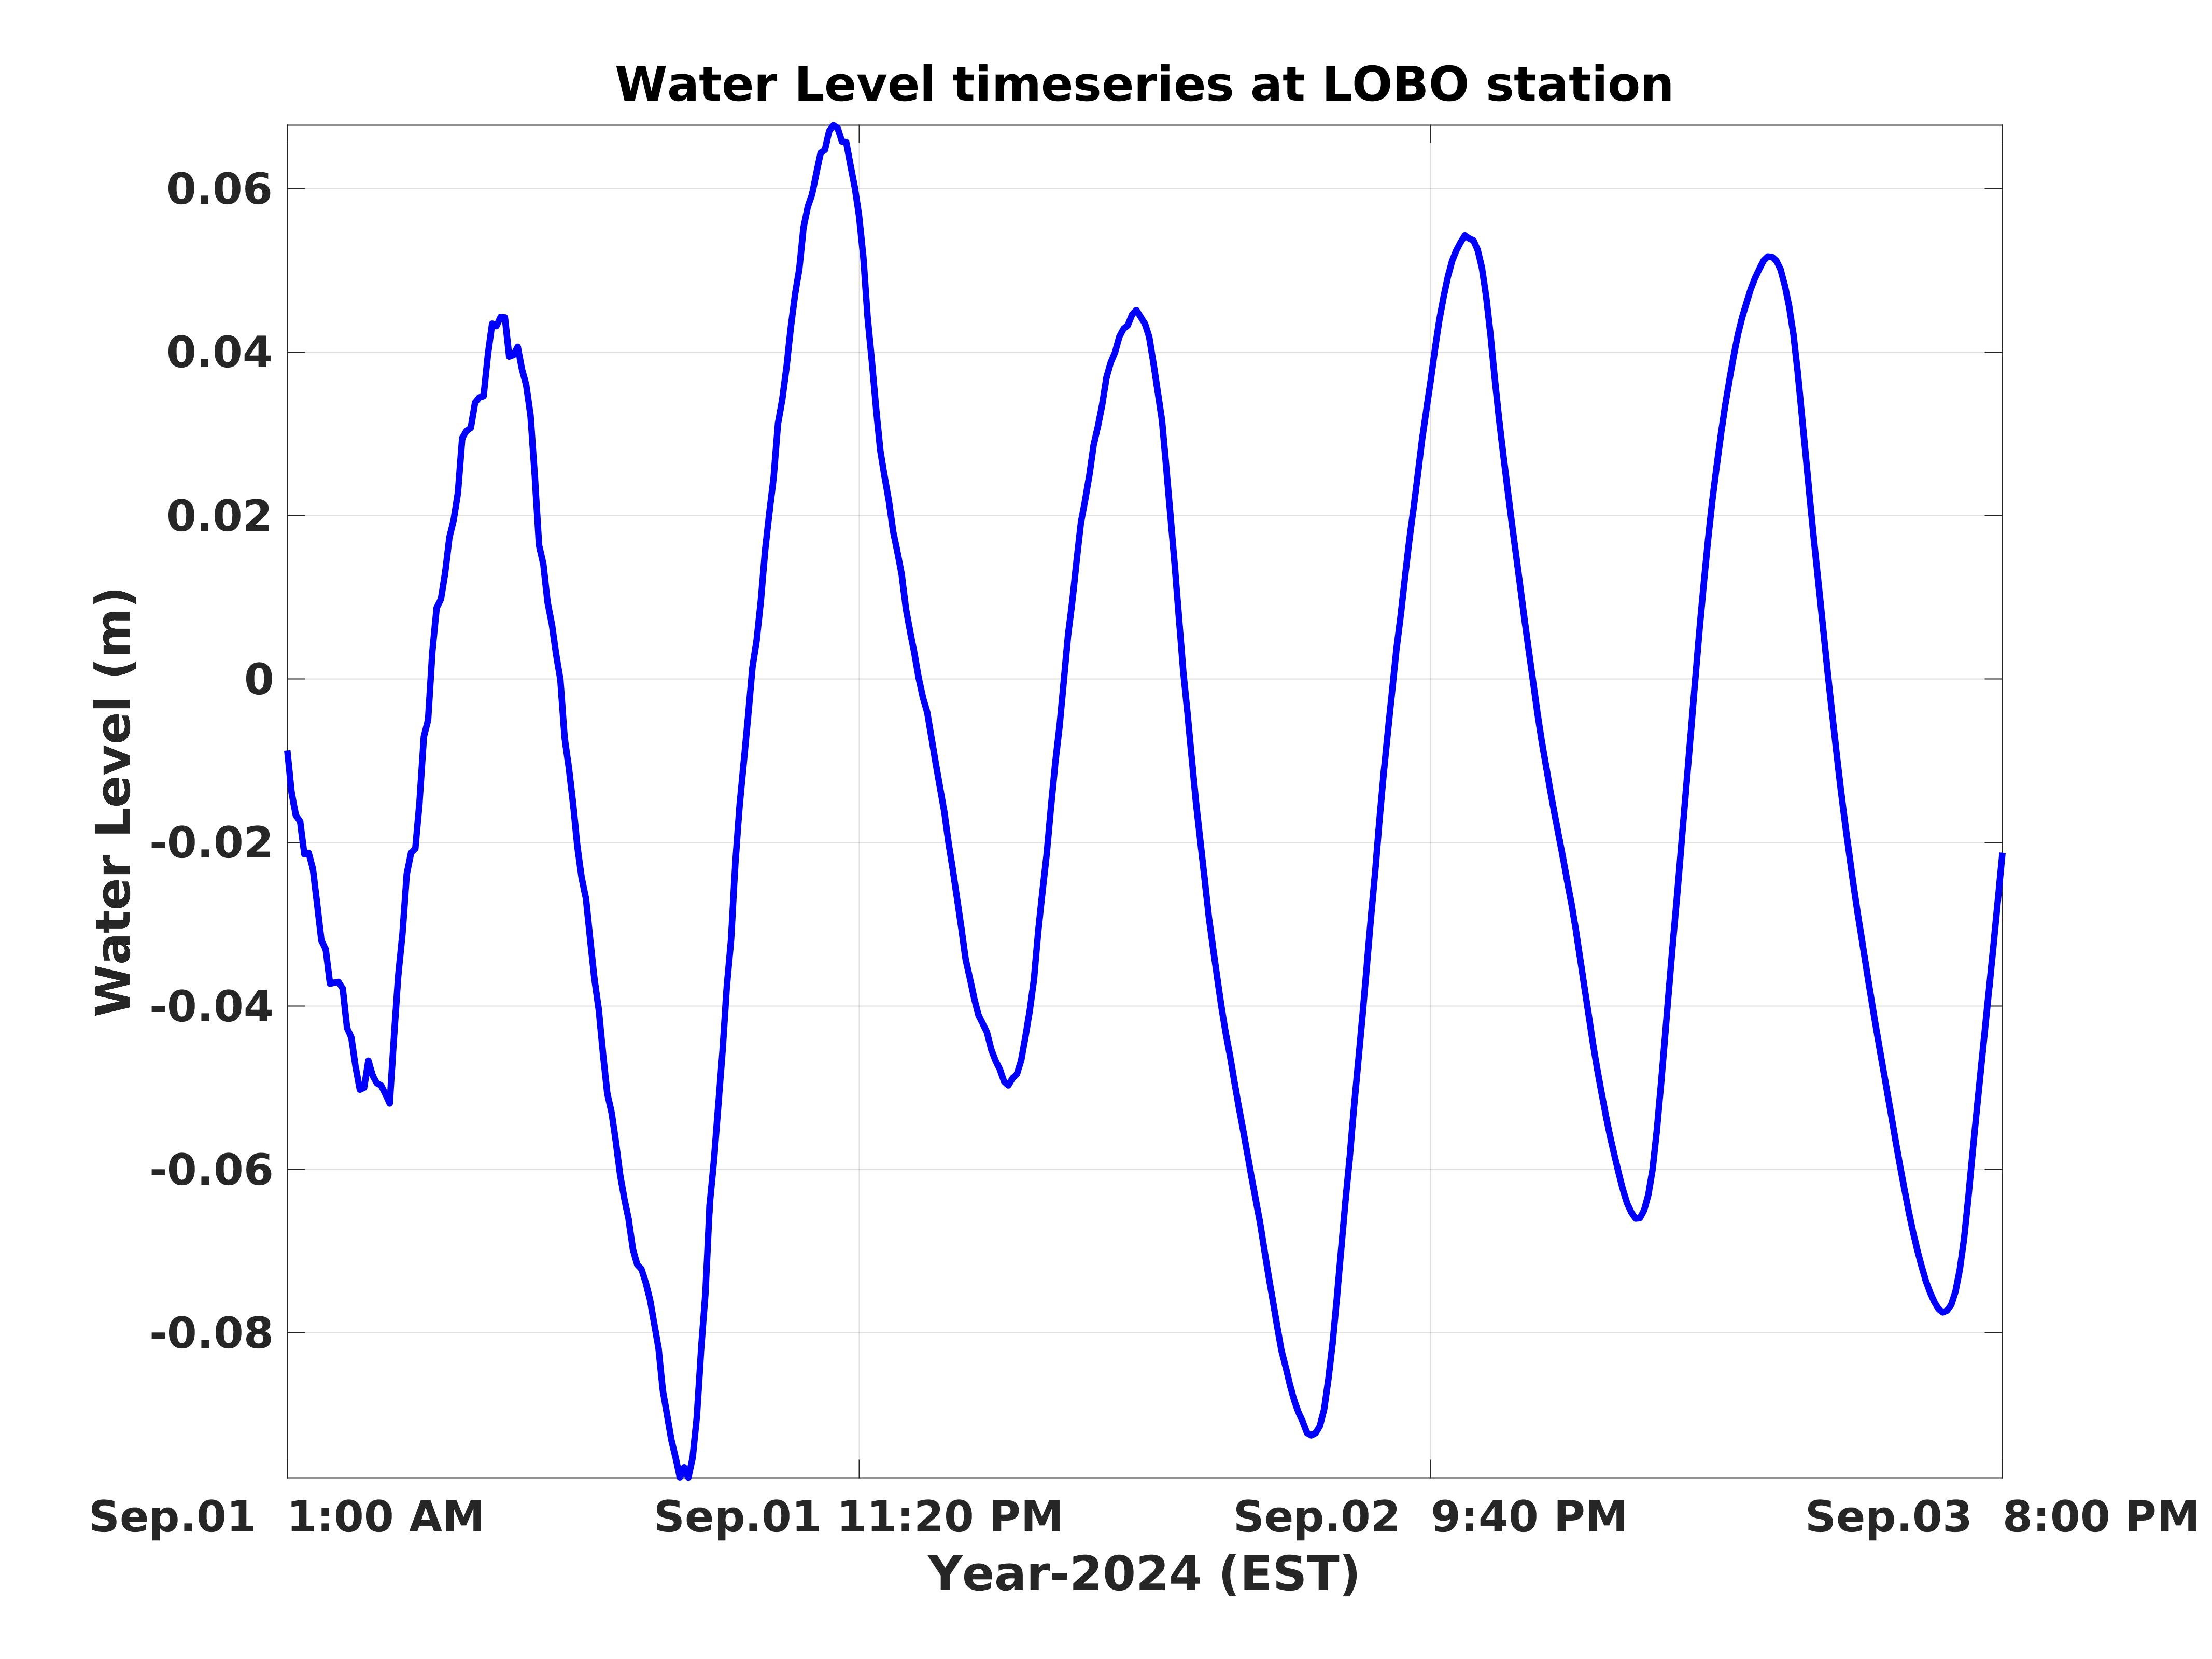 Water Level timeseries at LOBO station
0.06
0.04
0.02
0
-0.02
-0.04
-0.06
-0.08
Water Level (m)
Sep.01  1:00 AM
Sep.01 11:20 PM
Sep.02  9:40 PM
Sep.03  8:00 PM
Year-2024 (EST)